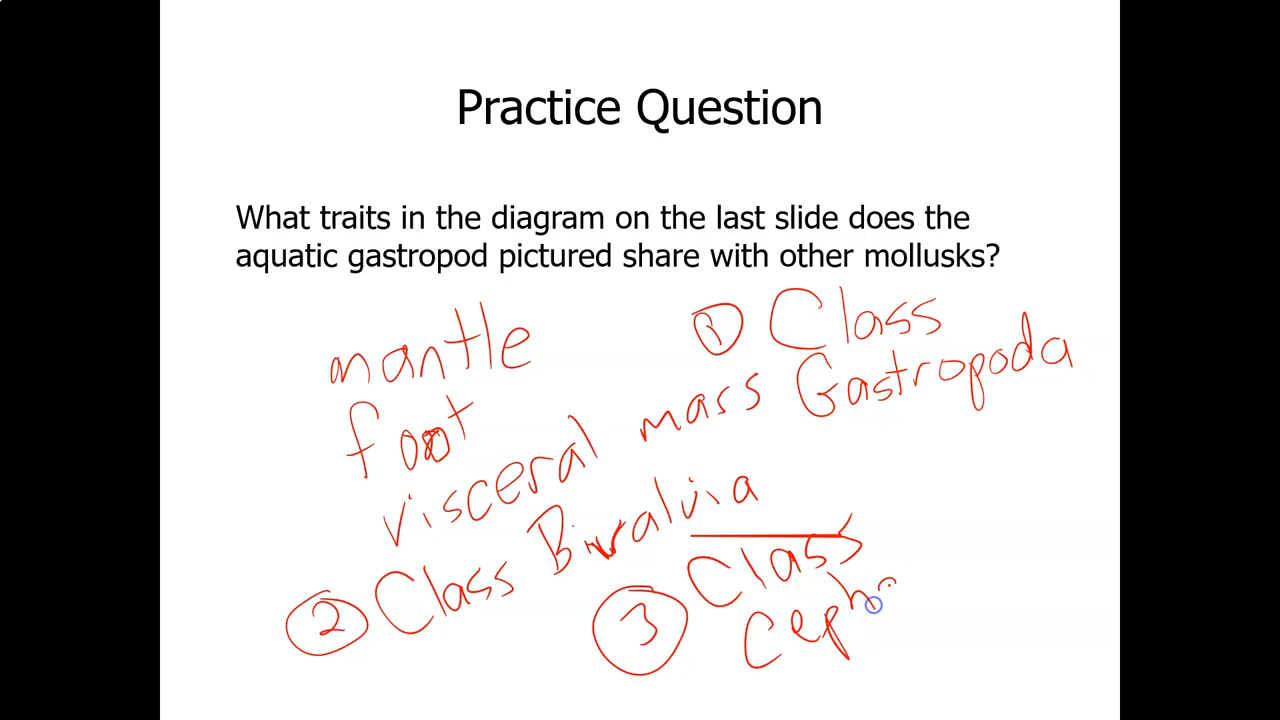 Practice Question
What traits in the diagram on the last slide does the
aquatic gastropod pictured share with other mollusks?
mantle
foot
visceral mass
① Class
Gastropoda
② Class Bivalvia
③ Class
Ceph